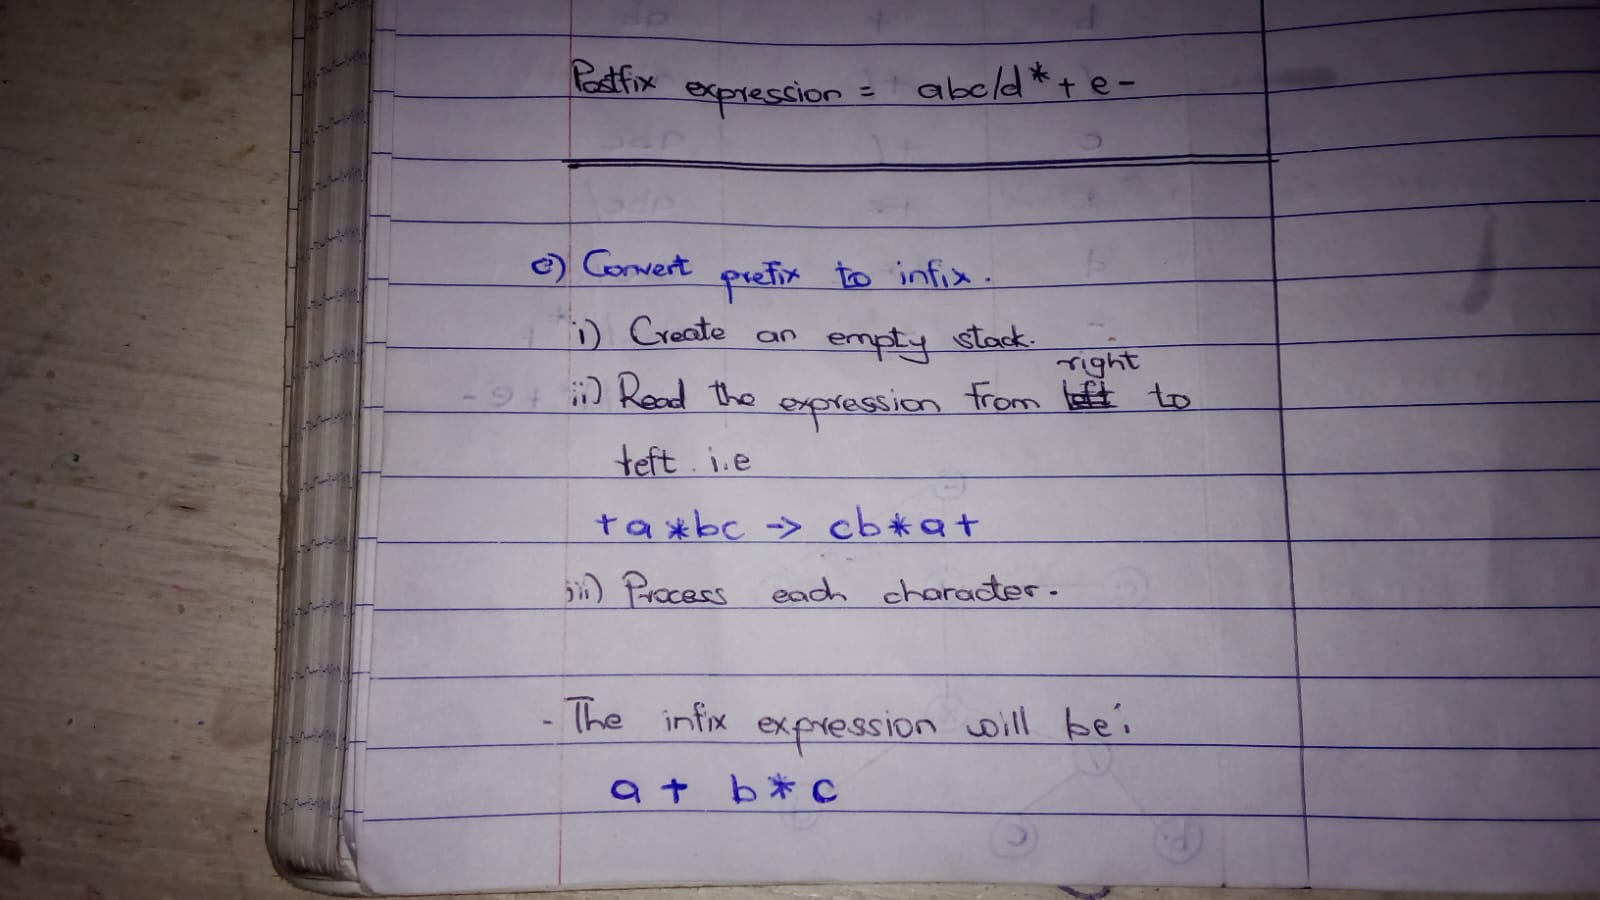 Postfix expression = abc/d*+e-
c) Convert prefix to infix.
i) Create an empty stack.
right
ii) Read the expression from left to
left. i.e
+a*bc -> cb*a+
iii) Process each character.
- The infix expression will be:
a + b * c